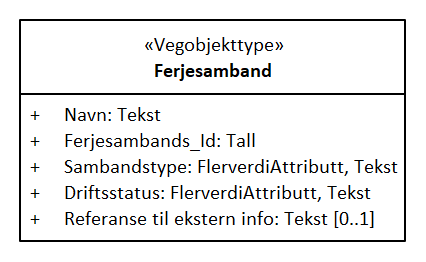 «Vegobjekttype»
Ferjesamband
+ Navn: Tekst
+ Ferjesambands_Id: Tall
+ Sambandstype: FlerverdiAttributt, Tekst
+ Driftsstatus: FlerverdiAttributt, Tekst
+ Referanse til ekstern info: Tekst [0..1]